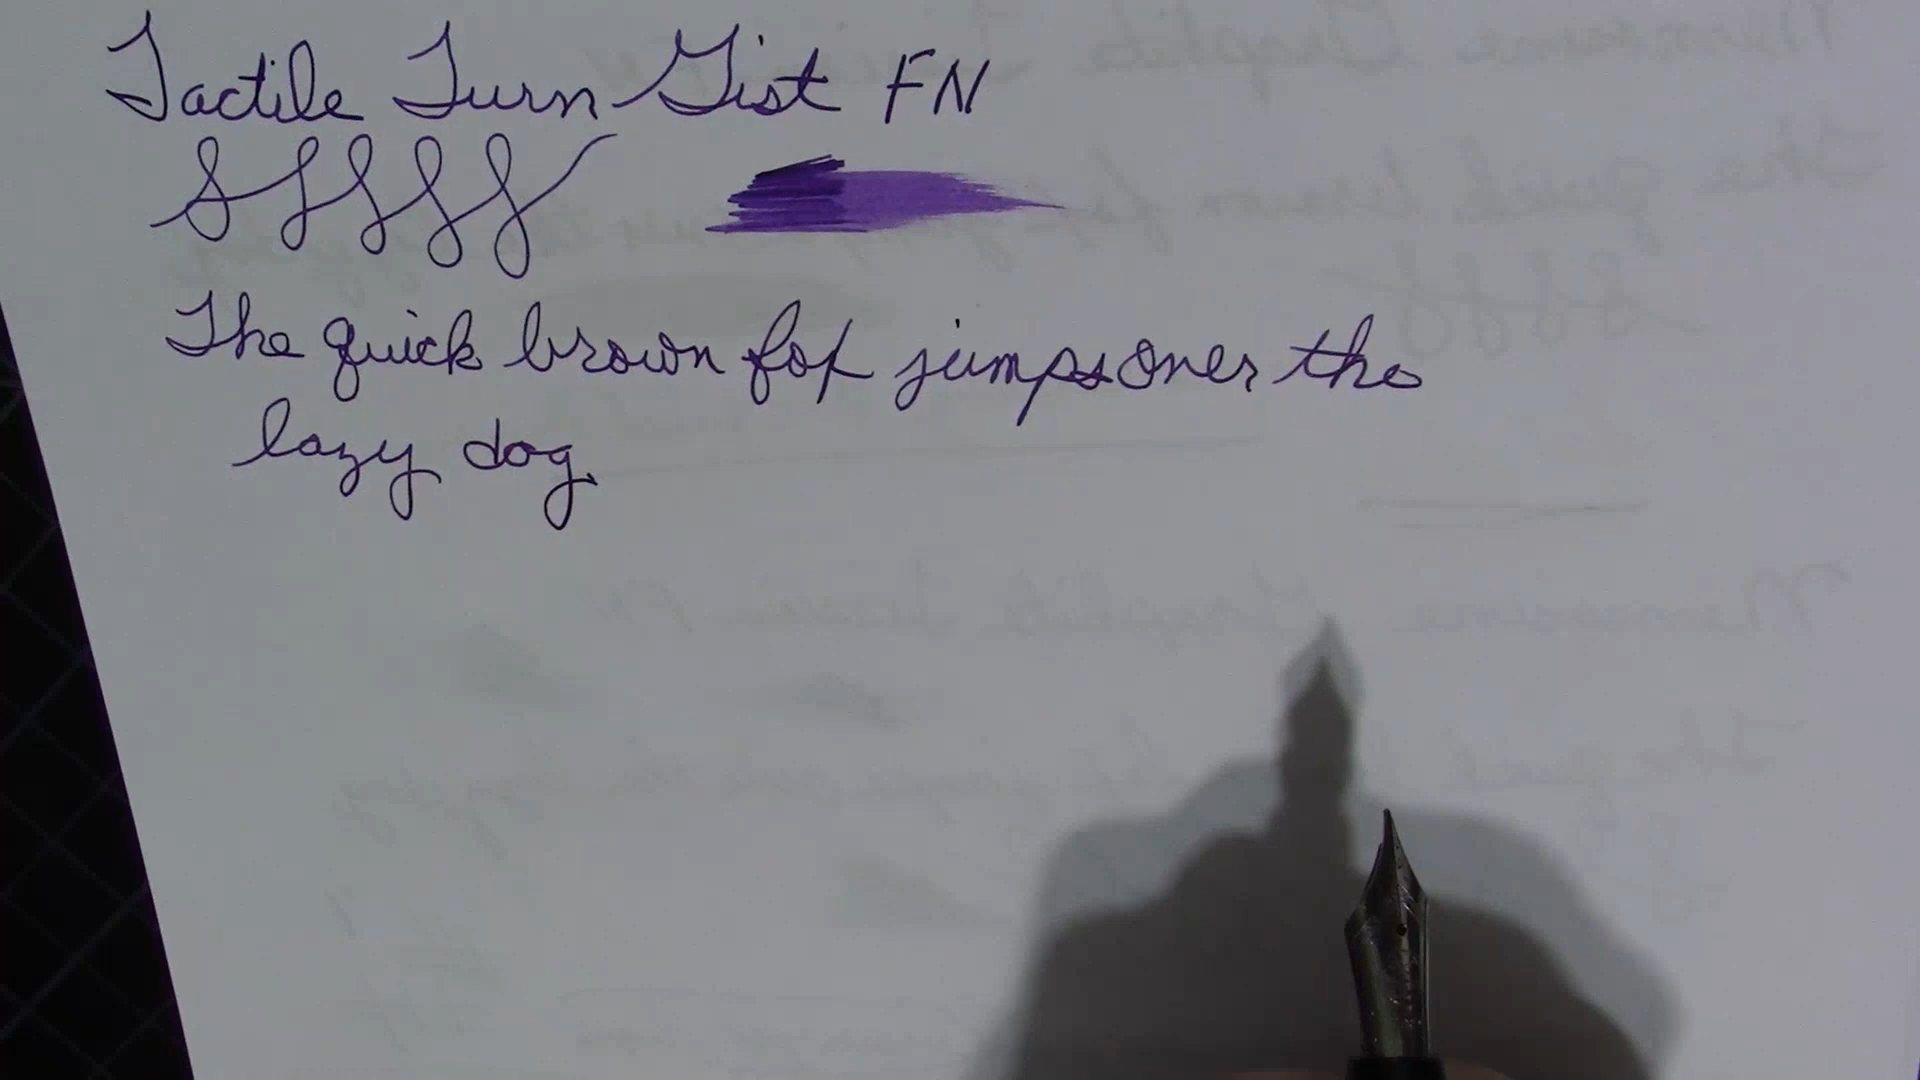 Tactile Turn Gist FN
The quick brown fox jumps over the
lazy dog.